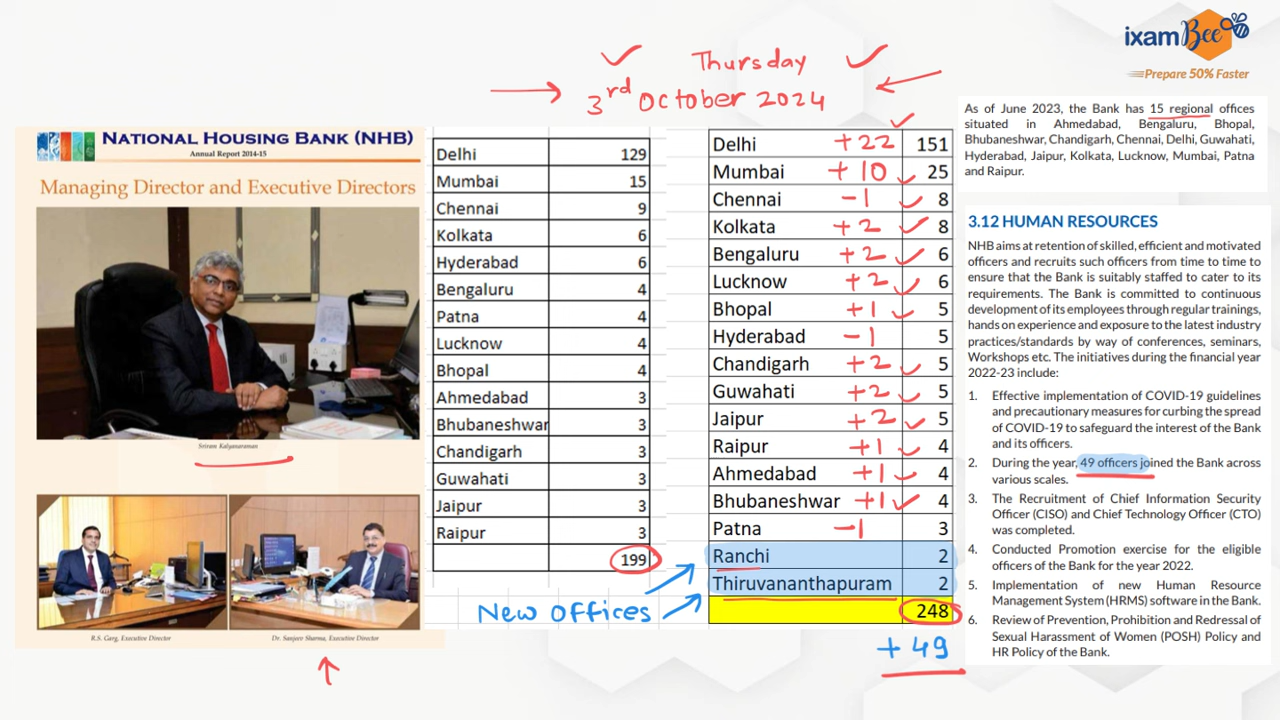 ixamBee
Prepare 50% Faster
Thursday
3rd October 2024
NATIONAL HOUSING BANK (NHB)
Annual Report 2014-15
Managing Director and Executive Directors
Sriram Kalyanaraman
R.S. Garg, Executive Director
Dr. Sanjeev Sharma, Executive Director
Delhi 129
Mumbai 15
Chennai 9
Kolkata 6
Hyderabad 6
Bengaluru 4
Patna 4
Lucknow 4
Bhopal 4
Ahmedabad 3
Bhubaneshwar 3
Chandigarh 3
Guwahati 3
Jaipur 3
Raipur 3
199
New Offices
Delhi +22 151
Mumbai +10 25
Chennai -1 8
Kolkata +2 8
Bengaluru +2 6
Lucknow +2 6
Bhopal +1 5
Hyderabad -1 5
Chandigarh +2 5
Guwahati +2 5
Jaipur +2 5
Raipur +1 4
Ahmedabad +1 4
Bhubaneshwar +1 4
Patna -1 3
Ranchi 2
Thiruvananthapuram 2
248
+49
As of June 2023, the Bank has 15 regional offices
situated in Ahmedabad, Bengaluru, Bhopal,
Bhubaneshwar, Chandigarh, Chennai, Delhi, Guwahati,
Hyderabad, Jaipur, Kolkata, Lucknow, Mumbai, Patna
and Raipur.
3.12 HUMAN RESOURCES
NHB aims at retention of skilled, efficient and motivated
officers and recruits such officers from time to time to
ensure that the Bank is suitably staffed to cater to its
requirements. The Bank is committed to continuous
development of its employees through regular trainings,
hands on experience and exposure to the latest industry
practices/standards by way of conferences, seminars,
Workshops etc. The initiatives during the financial year
2022-23 include:
1. Effective implementation of COVID-19 guidelines
and precautionary measures for curbing the spread
of COVID-19 to safeguard the interest of the Bank
and its officers.
2. During the year, 49 officers joined the Bank across
various scales.
3. The Recruitment of Chief Information Security
Officer (CISO) and Chief Technology Officer (CTO)
was completed.
4. Conducted Promotion exercise for the eligible
officers of the Bank for the year 2022.
5. Implementation of new Human Resource
Management System (HRMS) software in the Bank.
6. Review of Prevention, Prohibition and Redressal of
Sexual Harassment of Women (POSH) Policy and
HR Policy of the Bank.